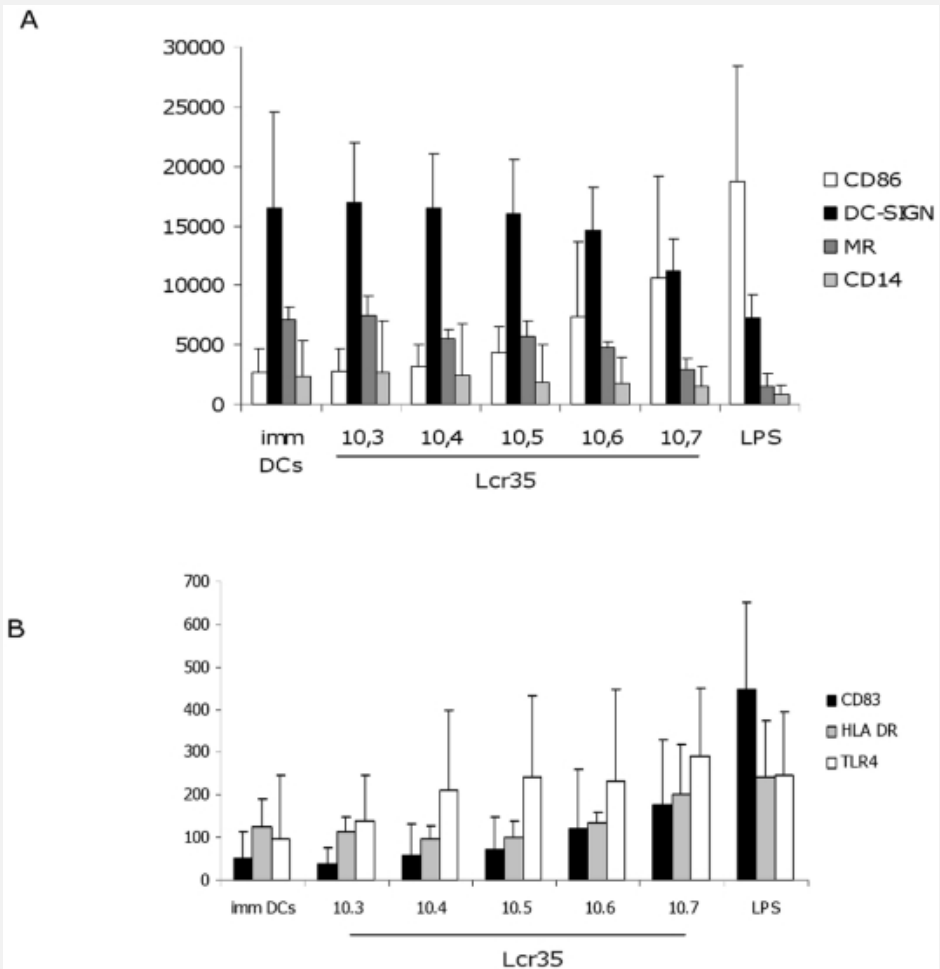 A
30000
25000
20000
15000
10000
5000
0
CD86
DC-SIGN
MR
CD14
imm DCs
10,3
10,4
10,5
10,6
10,7
LPS
Lcr35
B
700
600
500
400
300
200
100
0
CD83
HLA DR
TLR4
imm DCs
10.3
10.4
10.5
10.6
10.7
LPS
Lcr35